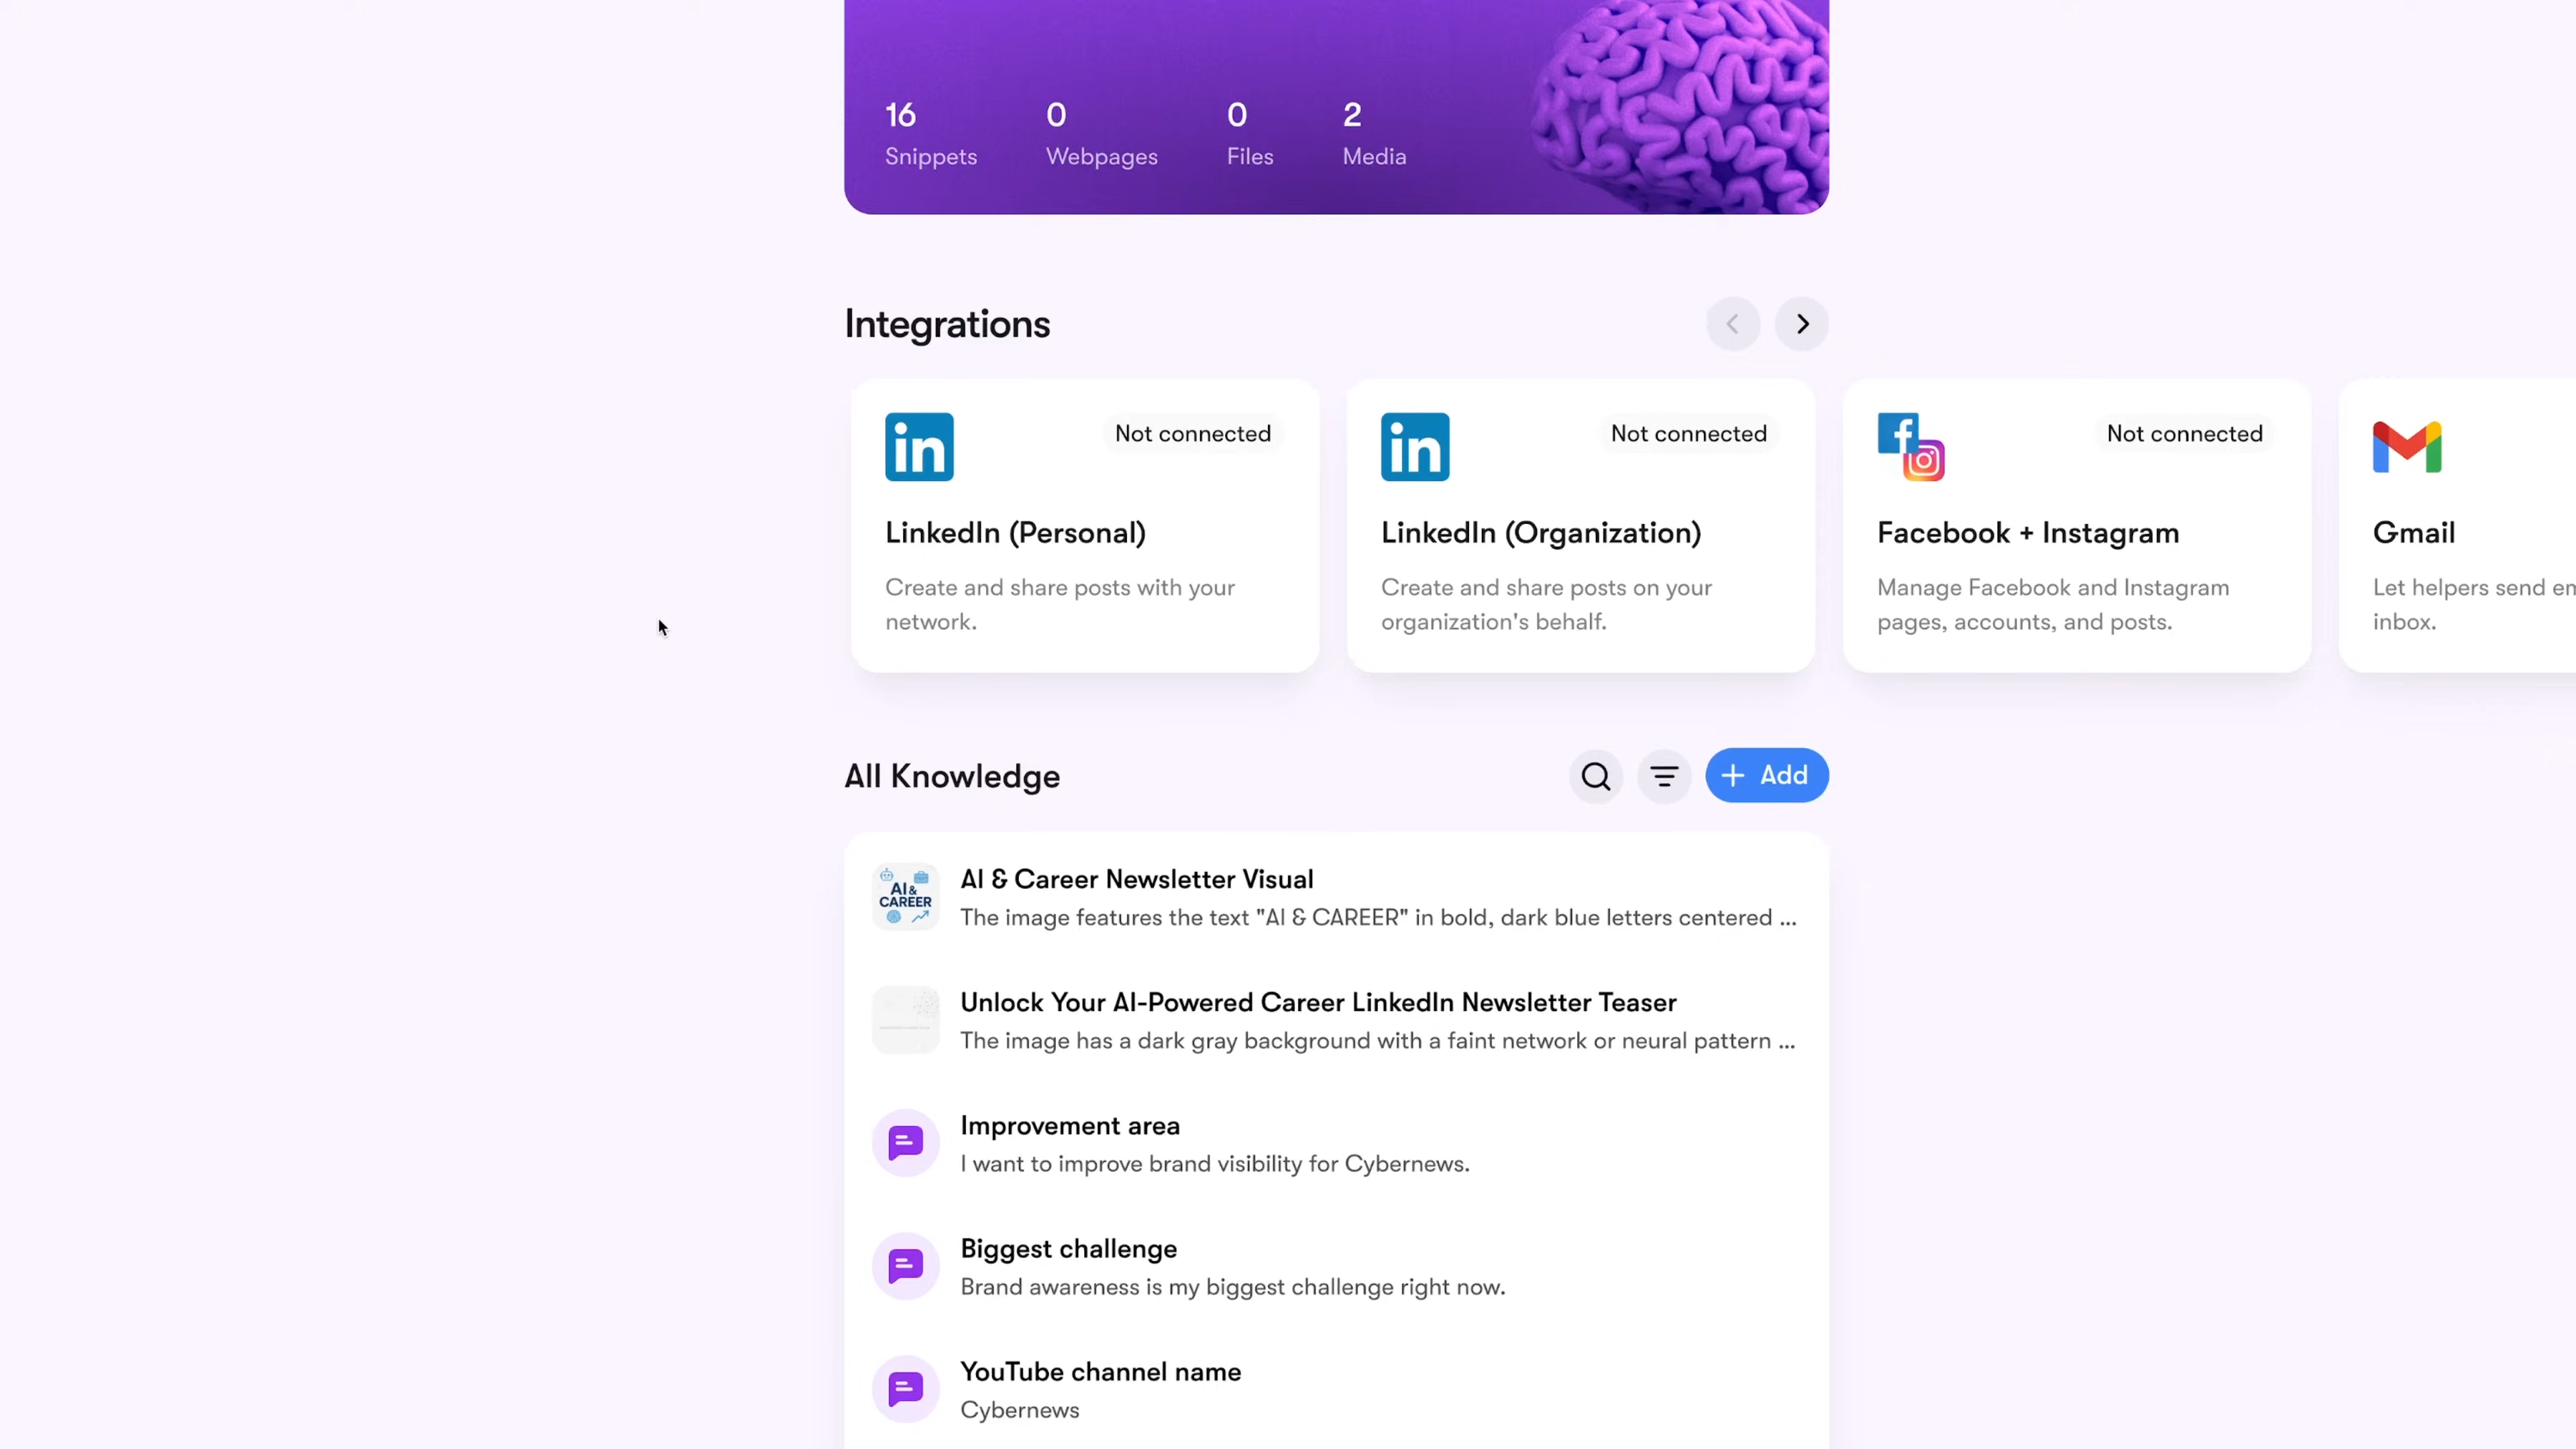 16 0 0 2
Snippets Webpages Files Media
Integrations
Not connected
LinkedIn (Personal)
Create and share posts with your
network.
Not connected
LinkedIn (Organization)
Create and share posts on your
organization's behalf.
Not connected
Facebook + Instagram
Manage Facebook and Instagram
pages, accounts, and posts.
Gmail
Let helpers send
inbox.
All Knowledge
+ Add
AI &
CAREER
AI & Career Newsletter Visual
The image features the text "AI & CAREER" in bold, dark blue letters centered ...
Unlock Your AI-Powered Career LinkedIn Newsletter Teaser
The image has a dark gray background with a faint network or neural pattern ...
Improvement area
I want to improve brand visibility for Cybernews.
Biggest challenge
Brand awareness is my biggest challenge right now.
YouTube channel name
Cybernews